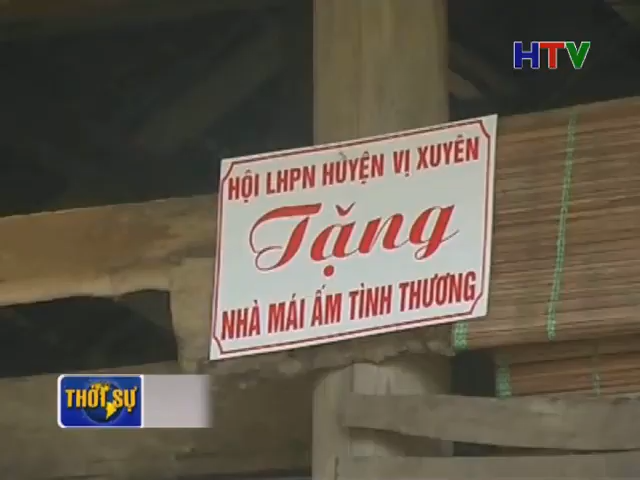 HTV
HỘI LHPN HUYỆN VỊ XUYÊN
Tặng
NHÀ MÁI ẤM TÌNH THƯƠNG
THỜI SỰ